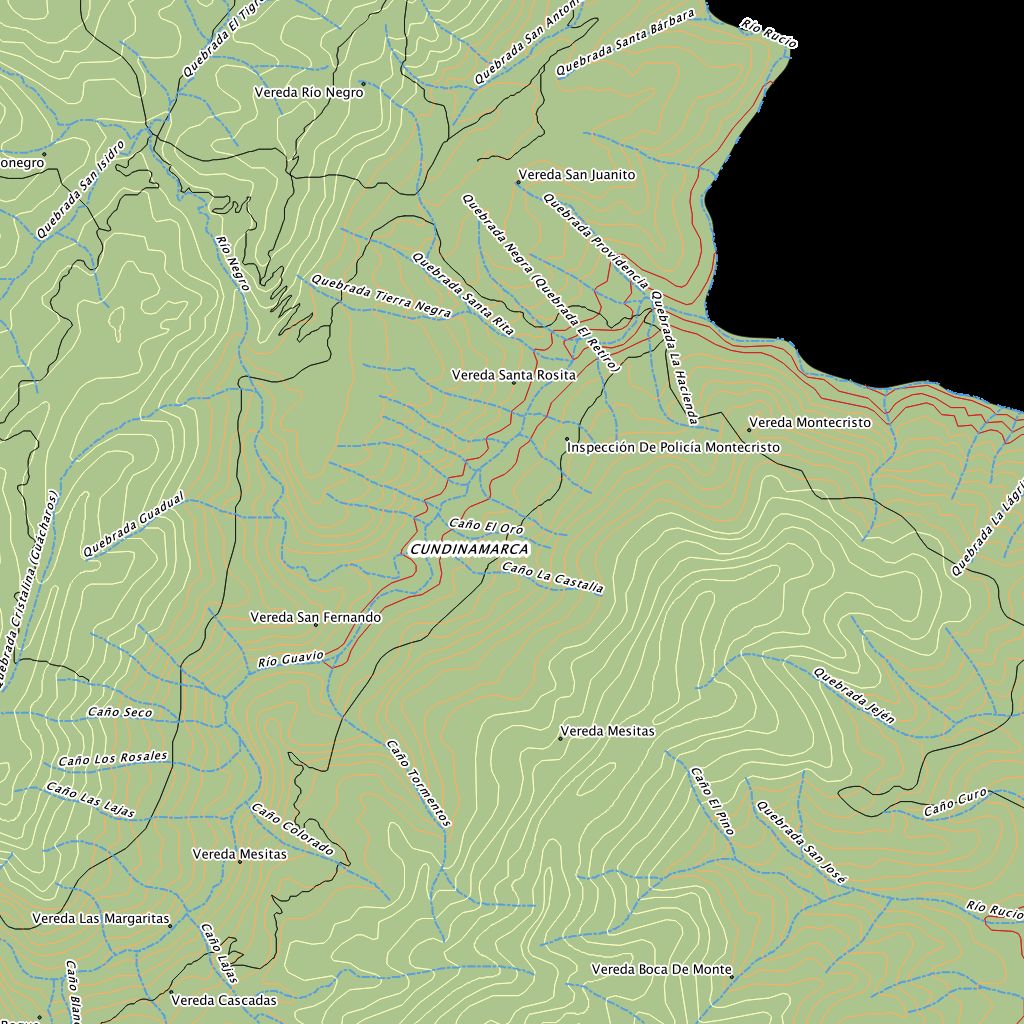 Quebrada El Tigre
Quebrada San Antonio
Quebrada Santa Bárbara
Río Rucio
Vereda Río Negro
onegro
Quebrada San Isidro
Vereda San Juanito
Quebrada Providencia
Quebrada Negra (Quebrada El Retiro)
Río Negro
Quebrada Santa Rita
Quebrada Tierra Negra
Quebrada La Hacienda
Vereda Santa Rosita
Vereda Montecristo
Inspección De Policía Montecristo
Quebrada Guadual
Quebrada Cristalina (Guácharos)
Quebrada La Lágri
Caño El Oro
CUNDINAMARCA
Caño La Castalia
Vereda San Fernando
Río Guavio
Quebrada Jején
Caño Seco
Vereda Mesitas
Caño Los Rosales
Caño Tormentos
Caño Las Lajas
Caño El Pino
Caño Curo
Caño Colorado
Quebrada San José
Vereda Mesitas
Río Rucio
Vereda Las Margaritas
Caño Lajas
Vereda Boca De Monte
Caño Blanc
Vereda Cascadas